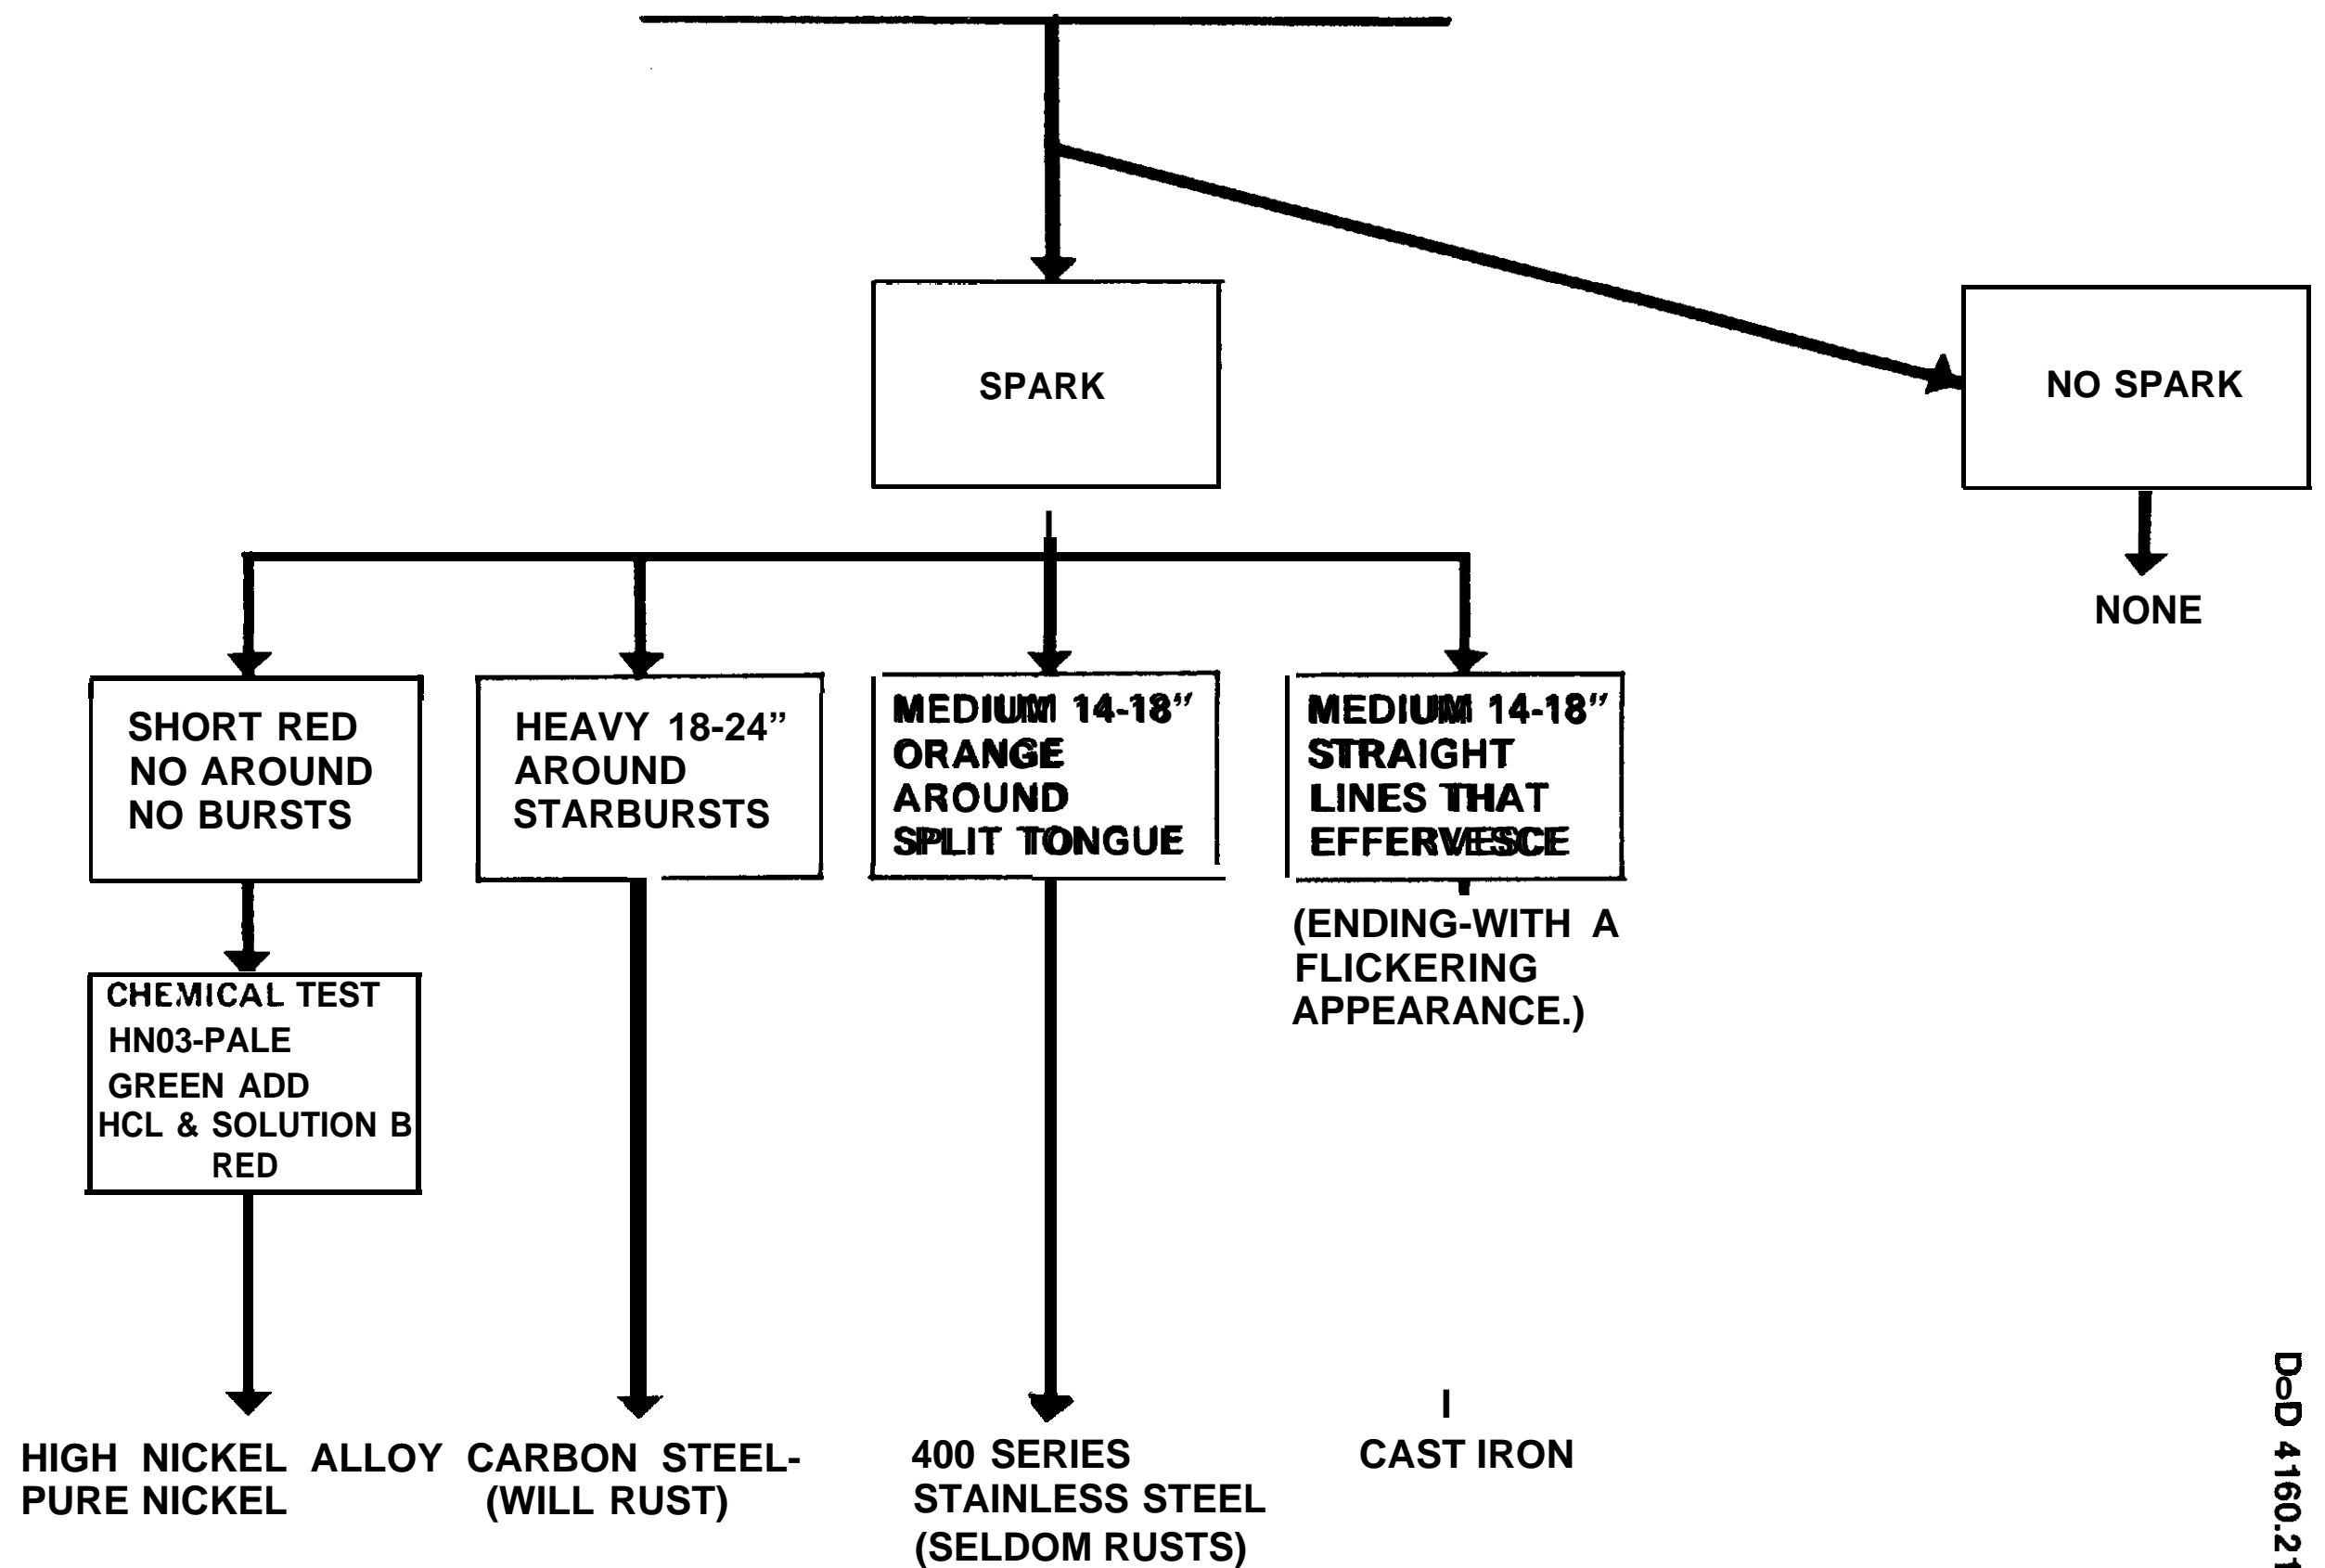 SPARK
NO SPARK
NONE
SHORT RED
NO AROUND
NO BURSTS
HEAVY 18-24”
AROUND
STARBURSTS
MEDIUM 14-18”
ORANGE
AROUND
SPLIT TONGUE
MEDIUM 14-18”
STRAIGHT
LINES THAT
EFFERVESCE
(ENDING-WITH A
FLICKERING
APPEARANCE.)
CHEMICAL TEST
HN03-PALE
GREEN ADD
HCL & SOLUTION B
RED
HIGH NICKEL ALLOY
PURE NICKEL
CARBON STEEL-
(WILL RUST)
400 SERIES
STAINLESS STEEL
(SELDOM RUSTS)
CAST IRON
DoD 4160.21